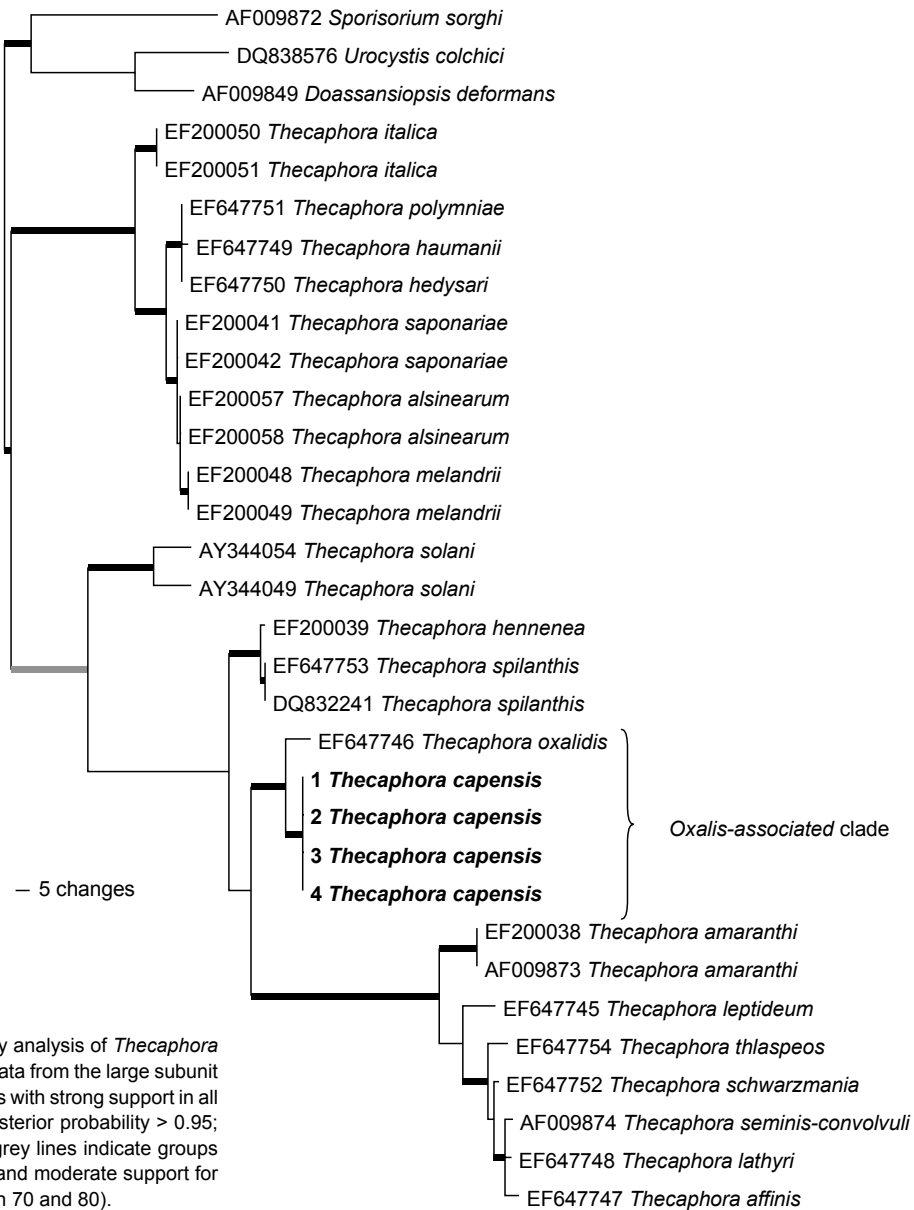 AF009872 Sporisorium sorghi
DQ838576 Urocystis colchici
AF009849 Doassansiopsis deformans
EF200050 Thecaphora italica
EF200051 Thecaphora italica
EF647751 Thecaphora polymniae
EF647749 Thecaphora haumanii
EF647750 Thecaphora hedysari
EF200041 Thecaphora saponariae
EF200042 Thecaphora saponariae
EF200057 Thecaphora alsinearum
EF200058 Thecaphora alsinearum
EF200048 Thecaphora melandrii
EF200049 Thecaphora melandrii
AY344054 Thecaphora solani
AY344049 Thecaphora solani
EF200039 Thecaphora hennenea
EF647753 Thecaphora spilanthis
DQ832241 Thecaphora spilanthis
EF647746 Thecaphora oxalidis
1 Thecaphora capensis
2 Thecaphora capensis
3 Thecaphora capensis
4 Thecaphora capensis
Oxalis-associated clade
– 5 changes
EF200038 Thecaphora amaranthi
AF009873 Thecaphora amaranthi
EF647745 Thecaphora leptideum
EF647754 Thecaphora thlaspeos
EF647752 Thecaphora schwarzmania
AF009874 Thecaphora seminis-convolvuli
EF647748 Thecaphora lathyri
EF647747 Thecaphora affinis
y analysis of Thecaphora
ata from the large subunit
s with strong support in all
sterior probability > 0.95;
grey lines indicate groups
and moderate support for
n 70 and 80).